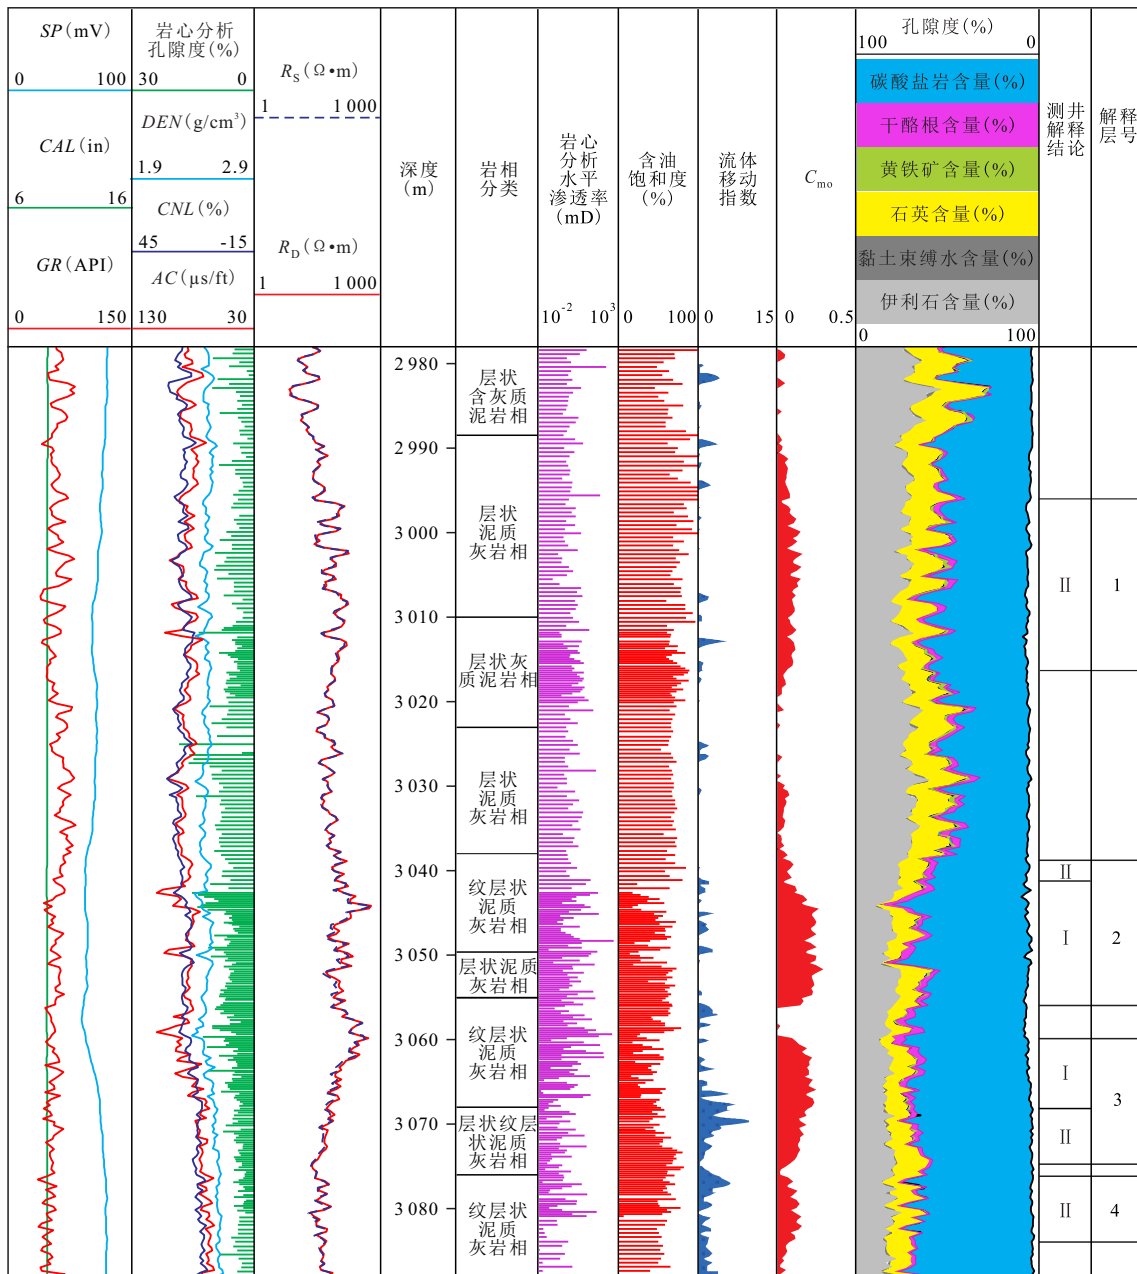 SP(mV)
0 100
CAL(in)
6 16
GR(API)
0 150
岩心分析
孔隙度(%)
30 0
DEN(g/cm³)
1.9 2.9
CNL(%)
45 -15
AC(μs/ft)
130 30
R_S(Ω•m)
1 1 000
R_D(Ω•m)
1 1 000
深度
(m)
岩相
分类
岩心
分析
水平
渗透率
(mD)
10⁻² 10³
含油
饱和度
(%)
0 100
流体
移动
指数
0 15
C_mo
0 0.5
孔隙度(%)
100 0
碳酸盐岩含量(%)
干酪根含量(%)
黄铁矿含量(%)
石英含量(%)
黏土束缚水含量(%)
伊利石含量(%)
0 100
测井
解释
结论
解释
层号
2 980
2 990
3 000
3 010
3 020
3 030
3 040
3 050
3 060
3 070
3 080
层状
含灰质
泥岩相
层状
泥质
灰岩相
层状灰
质泥岩相
层状
泥质
灰岩相
纹层状
泥质
灰岩相
层状泥质
灰岩相
纹层状
泥质
灰岩相
层状纹层
状泥质
灰岩相
纹层状
泥质
灰岩相
II 1
II
I 2
I
3
II
II 4